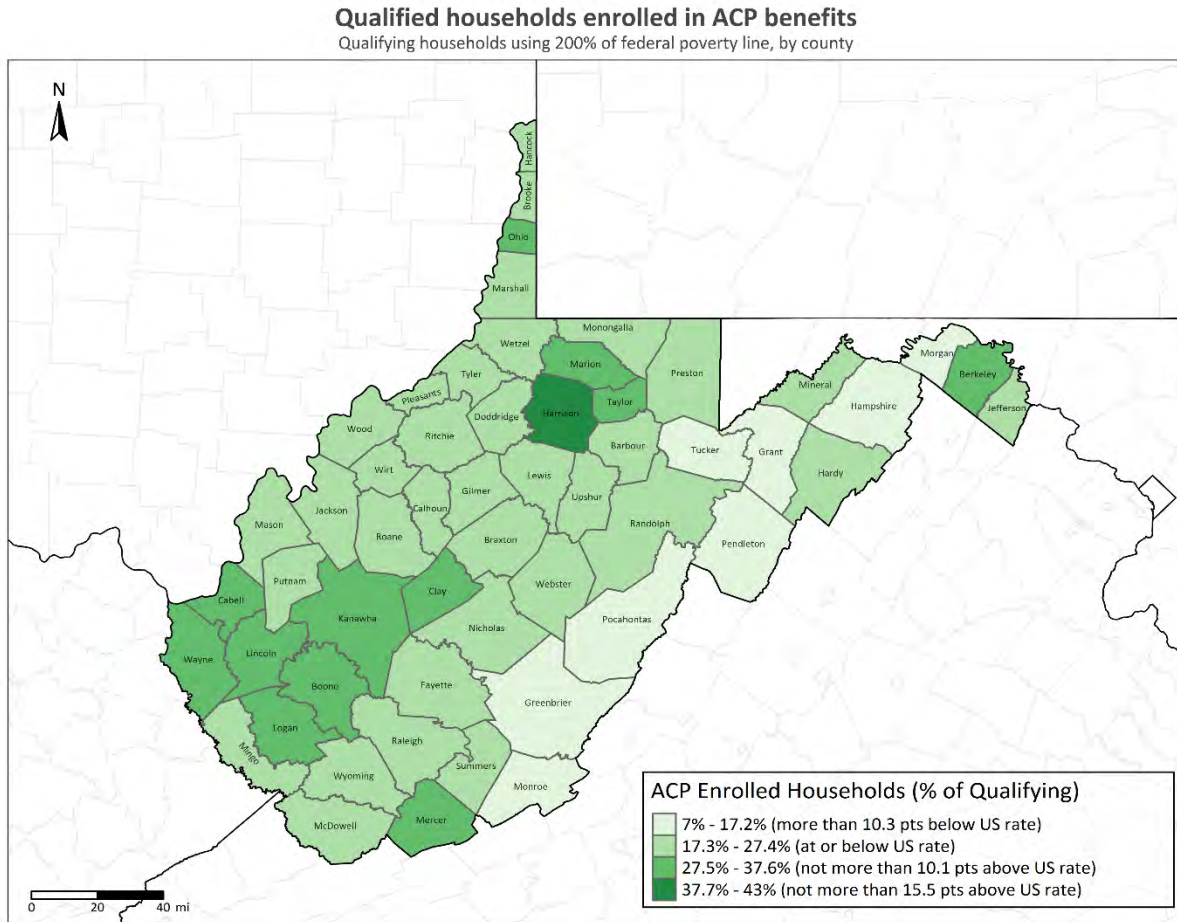 Qualified households enrolled in ACP benefits
Qualifying households using 200% of federal poverty line, by county
N
Hancock
Brooke
Ohio
Marshall
Wetzel
Monongalia
Marion
Preston
Tyler
Pleasants
Doddridge
Harrison
Taylor
Wood
Ritchie
Barbour
Tucker
Grant
Mineral
Hampshire
Morgan
Berkeley
Jefferson
Hardy
Wirt
Lewis
Gilmer
Calhoun
Upshur
Mason
Jackson
Roane
Braxton
Randolph
Pendleton
Putnam
Webster
Cabell
Kanawha
Clay
Nicholas
Pocahontas
Wayne
Lincoln
Boone
Fayette
Greenbrier
Logan
Mingo
Raleigh
Wyoming
Summers
Monroe
McDowell
Mercer
ACP Enrolled Households (% of Qualifying)
7% - 17.2% (more than 10.3 pts below US rate)
17.3% - 27.4% (at or below US rate)
27.5% - 37.6% (not more than 10.1 pts above US rate)
37.7% - 43% (not more than 15.5 pts above US rate)
0 20 40 mi